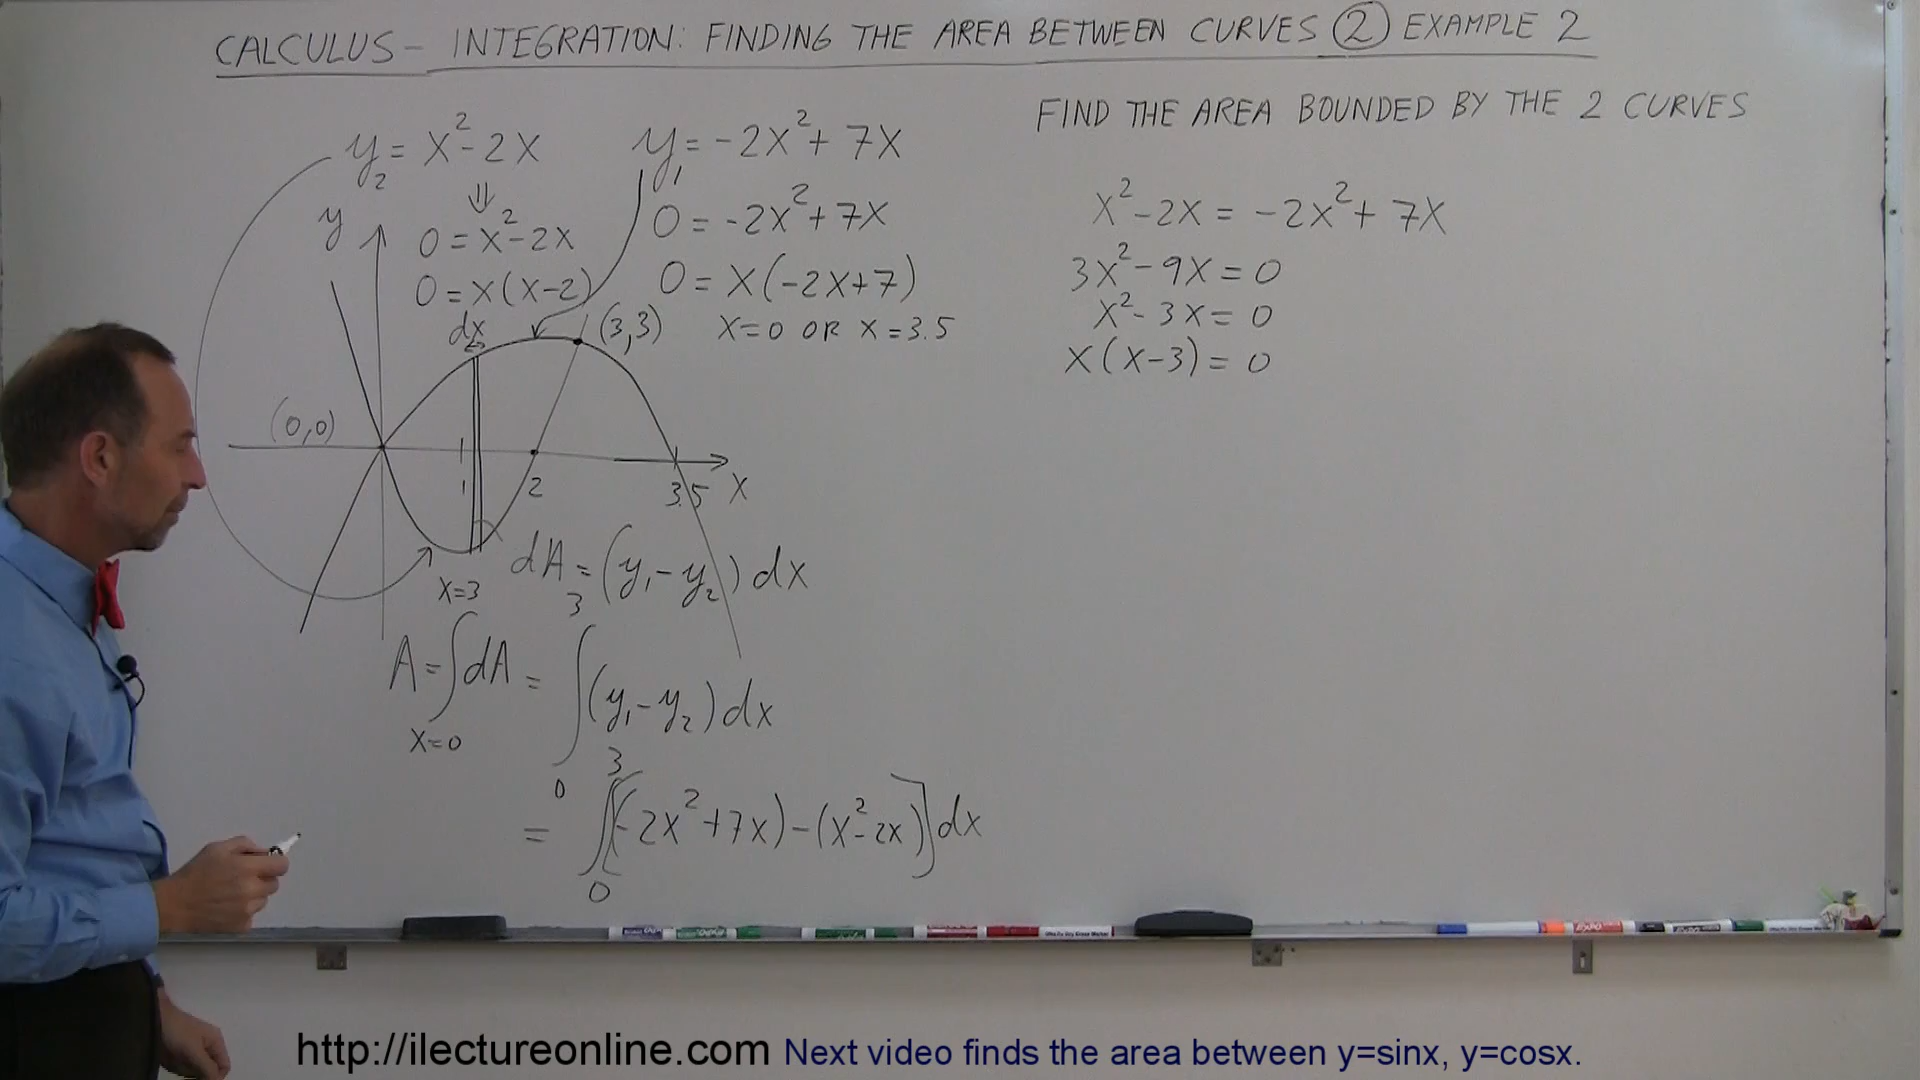 CALCULUS - INTEGRATION: FINDING THE AREA BETWEEN CURVES ② EXAMPLE 2
FIND THE AREA BOUNDED BY THE 2 CURVES
y₂ = x² - 2x
⇓
0 = x² - 2x
0 = x(x-2)
y₁ = -2x² + 7x
0 = -2x² + 7x
0 = x(-2x+7)
x=0 OR x=3.5
x² - 2x = -2x² + 7x
3x² - 9x = 0
x² - 3x = 0
x(x-3) = 0
y
dx
(3,3)
(0,0)
1
2
3.5
x
dA = (y₁ - y₂) dx
x=3
A = ∫dA = ∫(y₁ - y₂) dx
x=0
3
0
3
= ∫[(-2x² + 7x) - (x² - 2x)] dx
0
http://ilectureonline.com Next video finds the area between y=sinx, y=cosx.